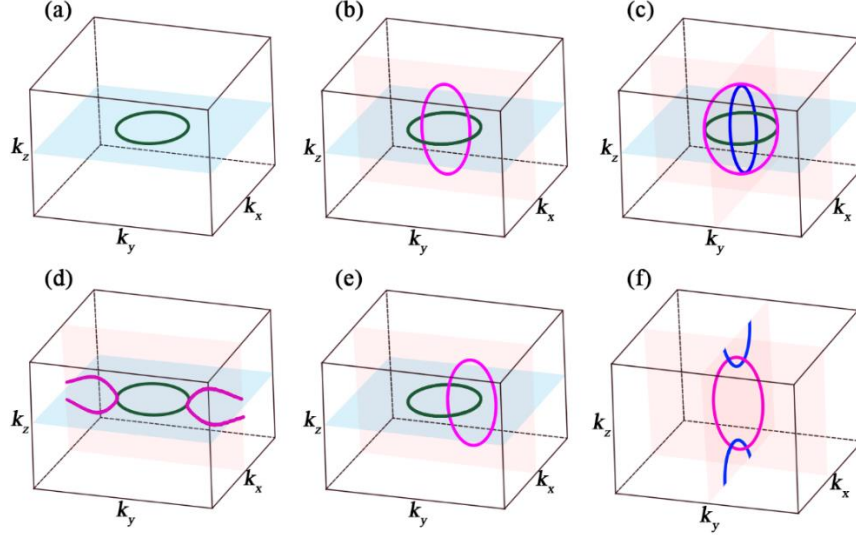 (a) (b) (c)
k_z k_x k_z k_x k_z k_x
k_y k_y k_y
(d) (e) (f)
k_z k_x k_z k_x k_z k_x
k_y k_y k_y